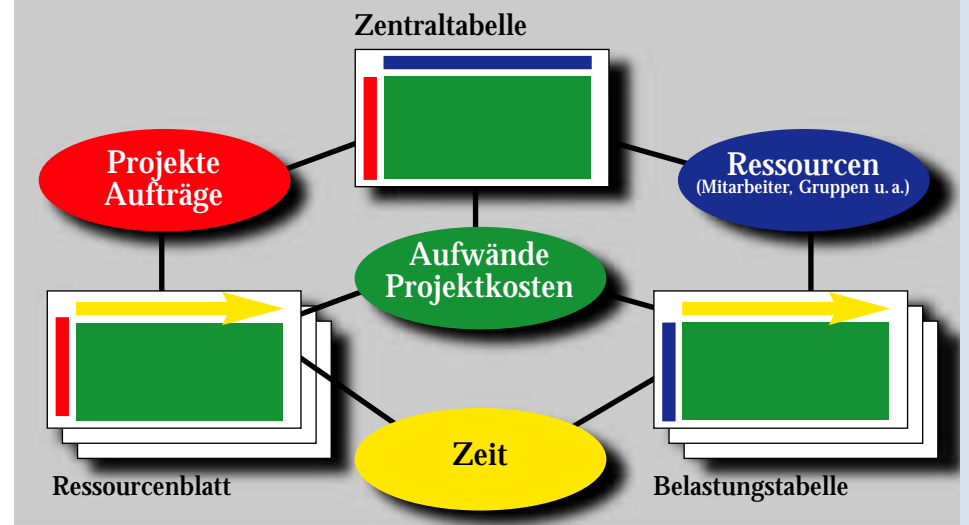 Zentraltabelle
Projekte
Aufträge
Ressourcen
(Mitarbeiter, Gruppen u. a.)
Aufwände
Projektkosten
Zeit
Ressourcenblatt
Belastungstabelle